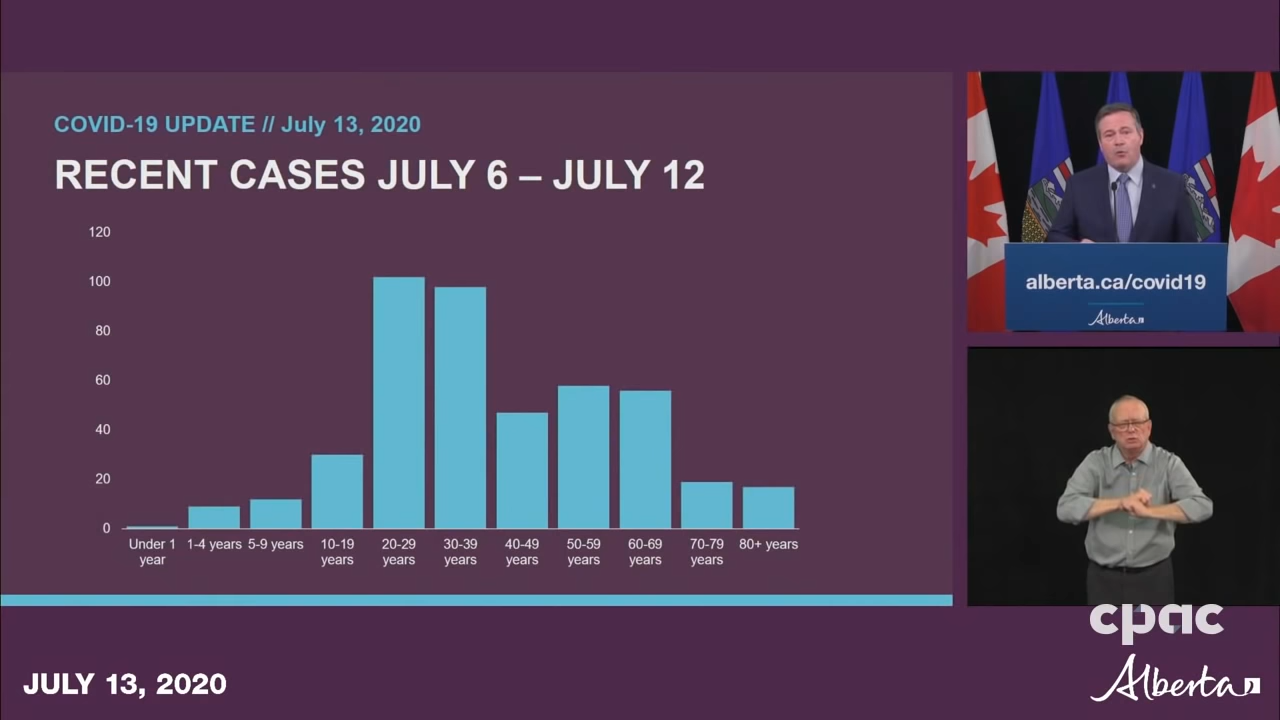 COVID-19 UPDATE // July 13, 2020
RECENT CASES JULY 6 – JULY 12
120
100
80
60
40
20
0
Under 1 year
1-4 years
5-9 years
10-19 years
20-29 years
30-39 years
40-49 years
50-59 years
60-69 years
70-79 years
80+ years
alberta.ca/covid19
Alberta
cpac
JULY 13, 2020
Alberta